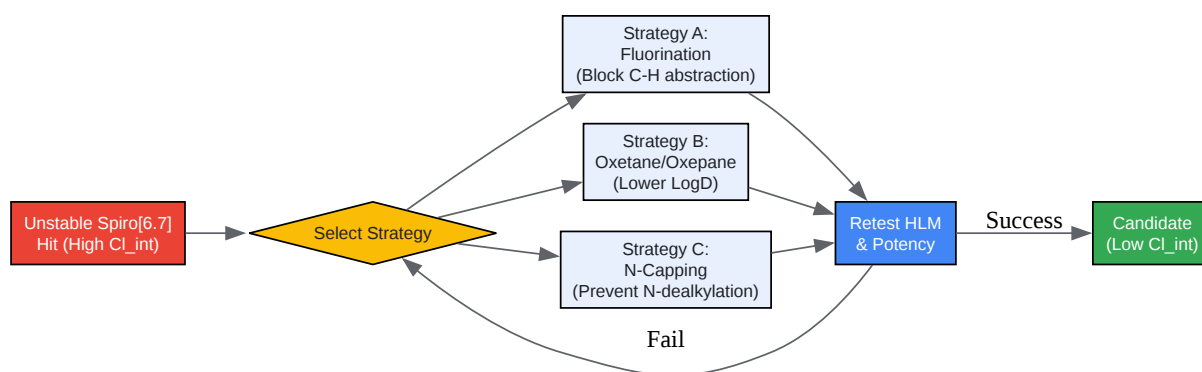 Strategy A:
Fluorination
(Block C-H abstraction)
Strategy B:
Oxetane/Oxepane
(Lower LogD)
Unstable Spiro[6.7]
Hit (High Cl_int)
Select Strategy
Strategy C:
N-Capping
(Prevent N-dealkylation)
Retest HLM
& Potency
Success
Candidate
(Low Cl_int)
Fail